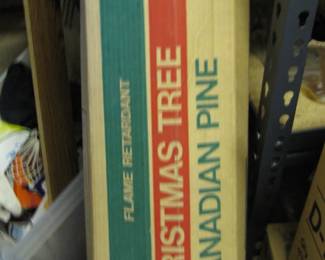 FLAME RETARDANT
RISTMAS TREE
ANADIAN PINE
D-